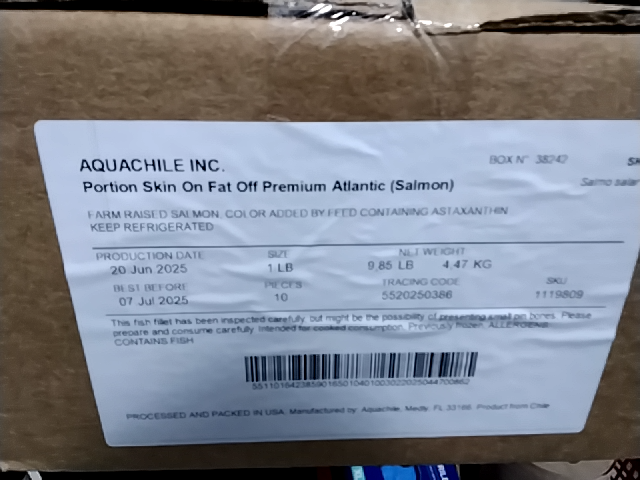 AQUACHILE INC.
BOX N° 38242
SK
Portion Skin On Fat Off Premium Atlantic (Salmon)
Salmo salar
FARM RAISED SALMON, COLOR ADDED BY FEED CONTAINING ASTAXANTHIN
KEEP REFRIGERATED
PRODUCTION DATE SIZE NET WEIGHT
20 Jun 2025 1 LB 9.85 LB 4.47 KG
BEST BEFORE PIECES TRACING CODE SKU
07 Jul 2025 10 5520250386 1119809
This fish fillet has been inspected carefully, but might be the possibility of presenting small pin bones. Please
prepare and consume carefully. Intended for cooked consumption. Previously frozen. ALLERGENS:
CONTAINS FISH
PROCESSED AND PACKED IN USA. Manufactured by: Aquachile, Medly, FL 33166. Product from Chile